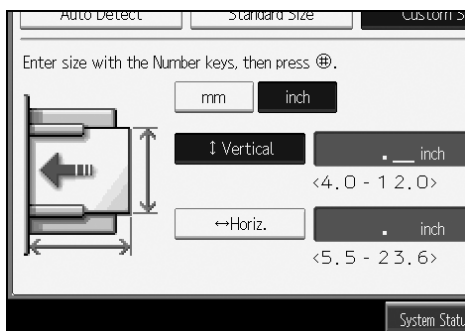 Auto Detect Standard Size Custom S
Enter size with the Number keys, then press ⊕.
mm inch
↕ Vertical . _ inch
<4.0 - 12.0>
↔Horiz. . inch
<5.5 - 23.6>
System Statu